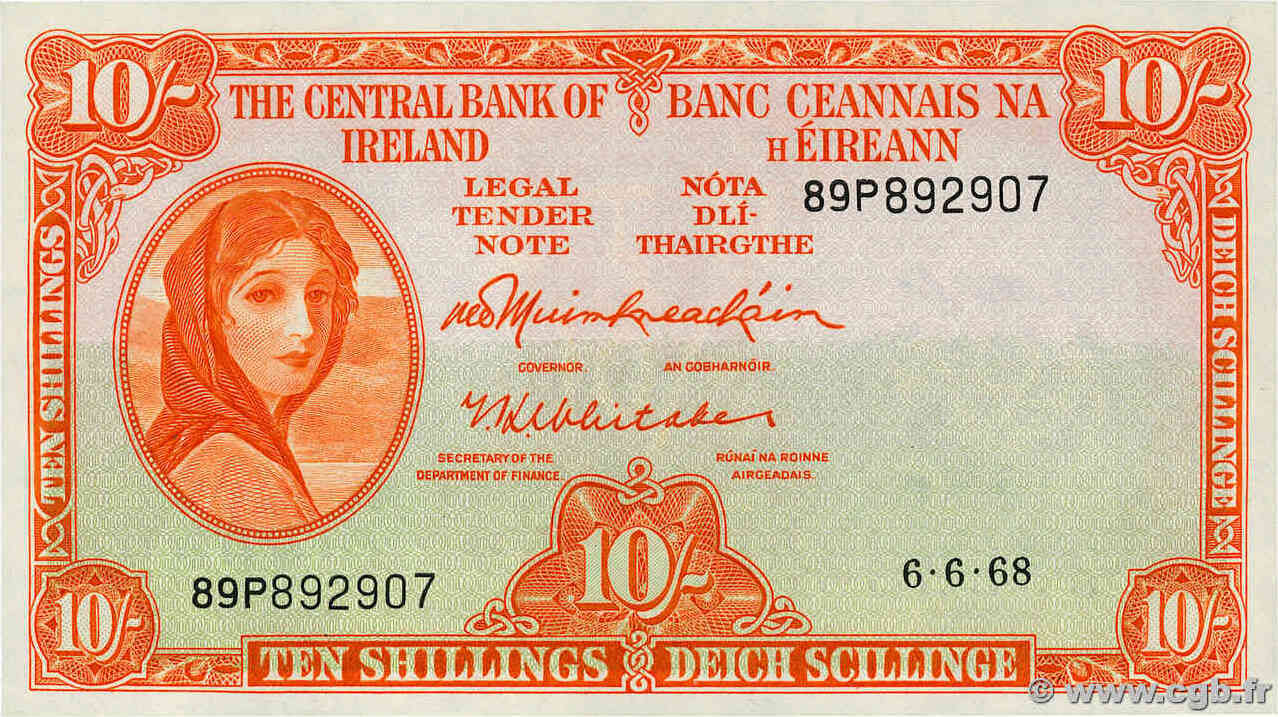 10/-
10/-
THE CENTRAL BANK OF
IRELAND
BANC CEANNAIS NA
hÉIREANN
LEGAL
TENDER
NOTE
NÓTA
DLÍ-
THAIRGTHE
89P892907
TEN SHILLINGS
DEICH SCILLINGE
GOVERNOR.
AN GOBHARNÓIR.
T.K. Whitaker
SECRETARY OF THE
DEPARTMENT OF FINANCE.
RÚNAÍ NA ROINNE
AIRGEADAIS.
89P892907
6·6·68
10/-
10/-
10/-
TEN SHILLINGS
DEICH SCILLINGE
© www.cgb.fr